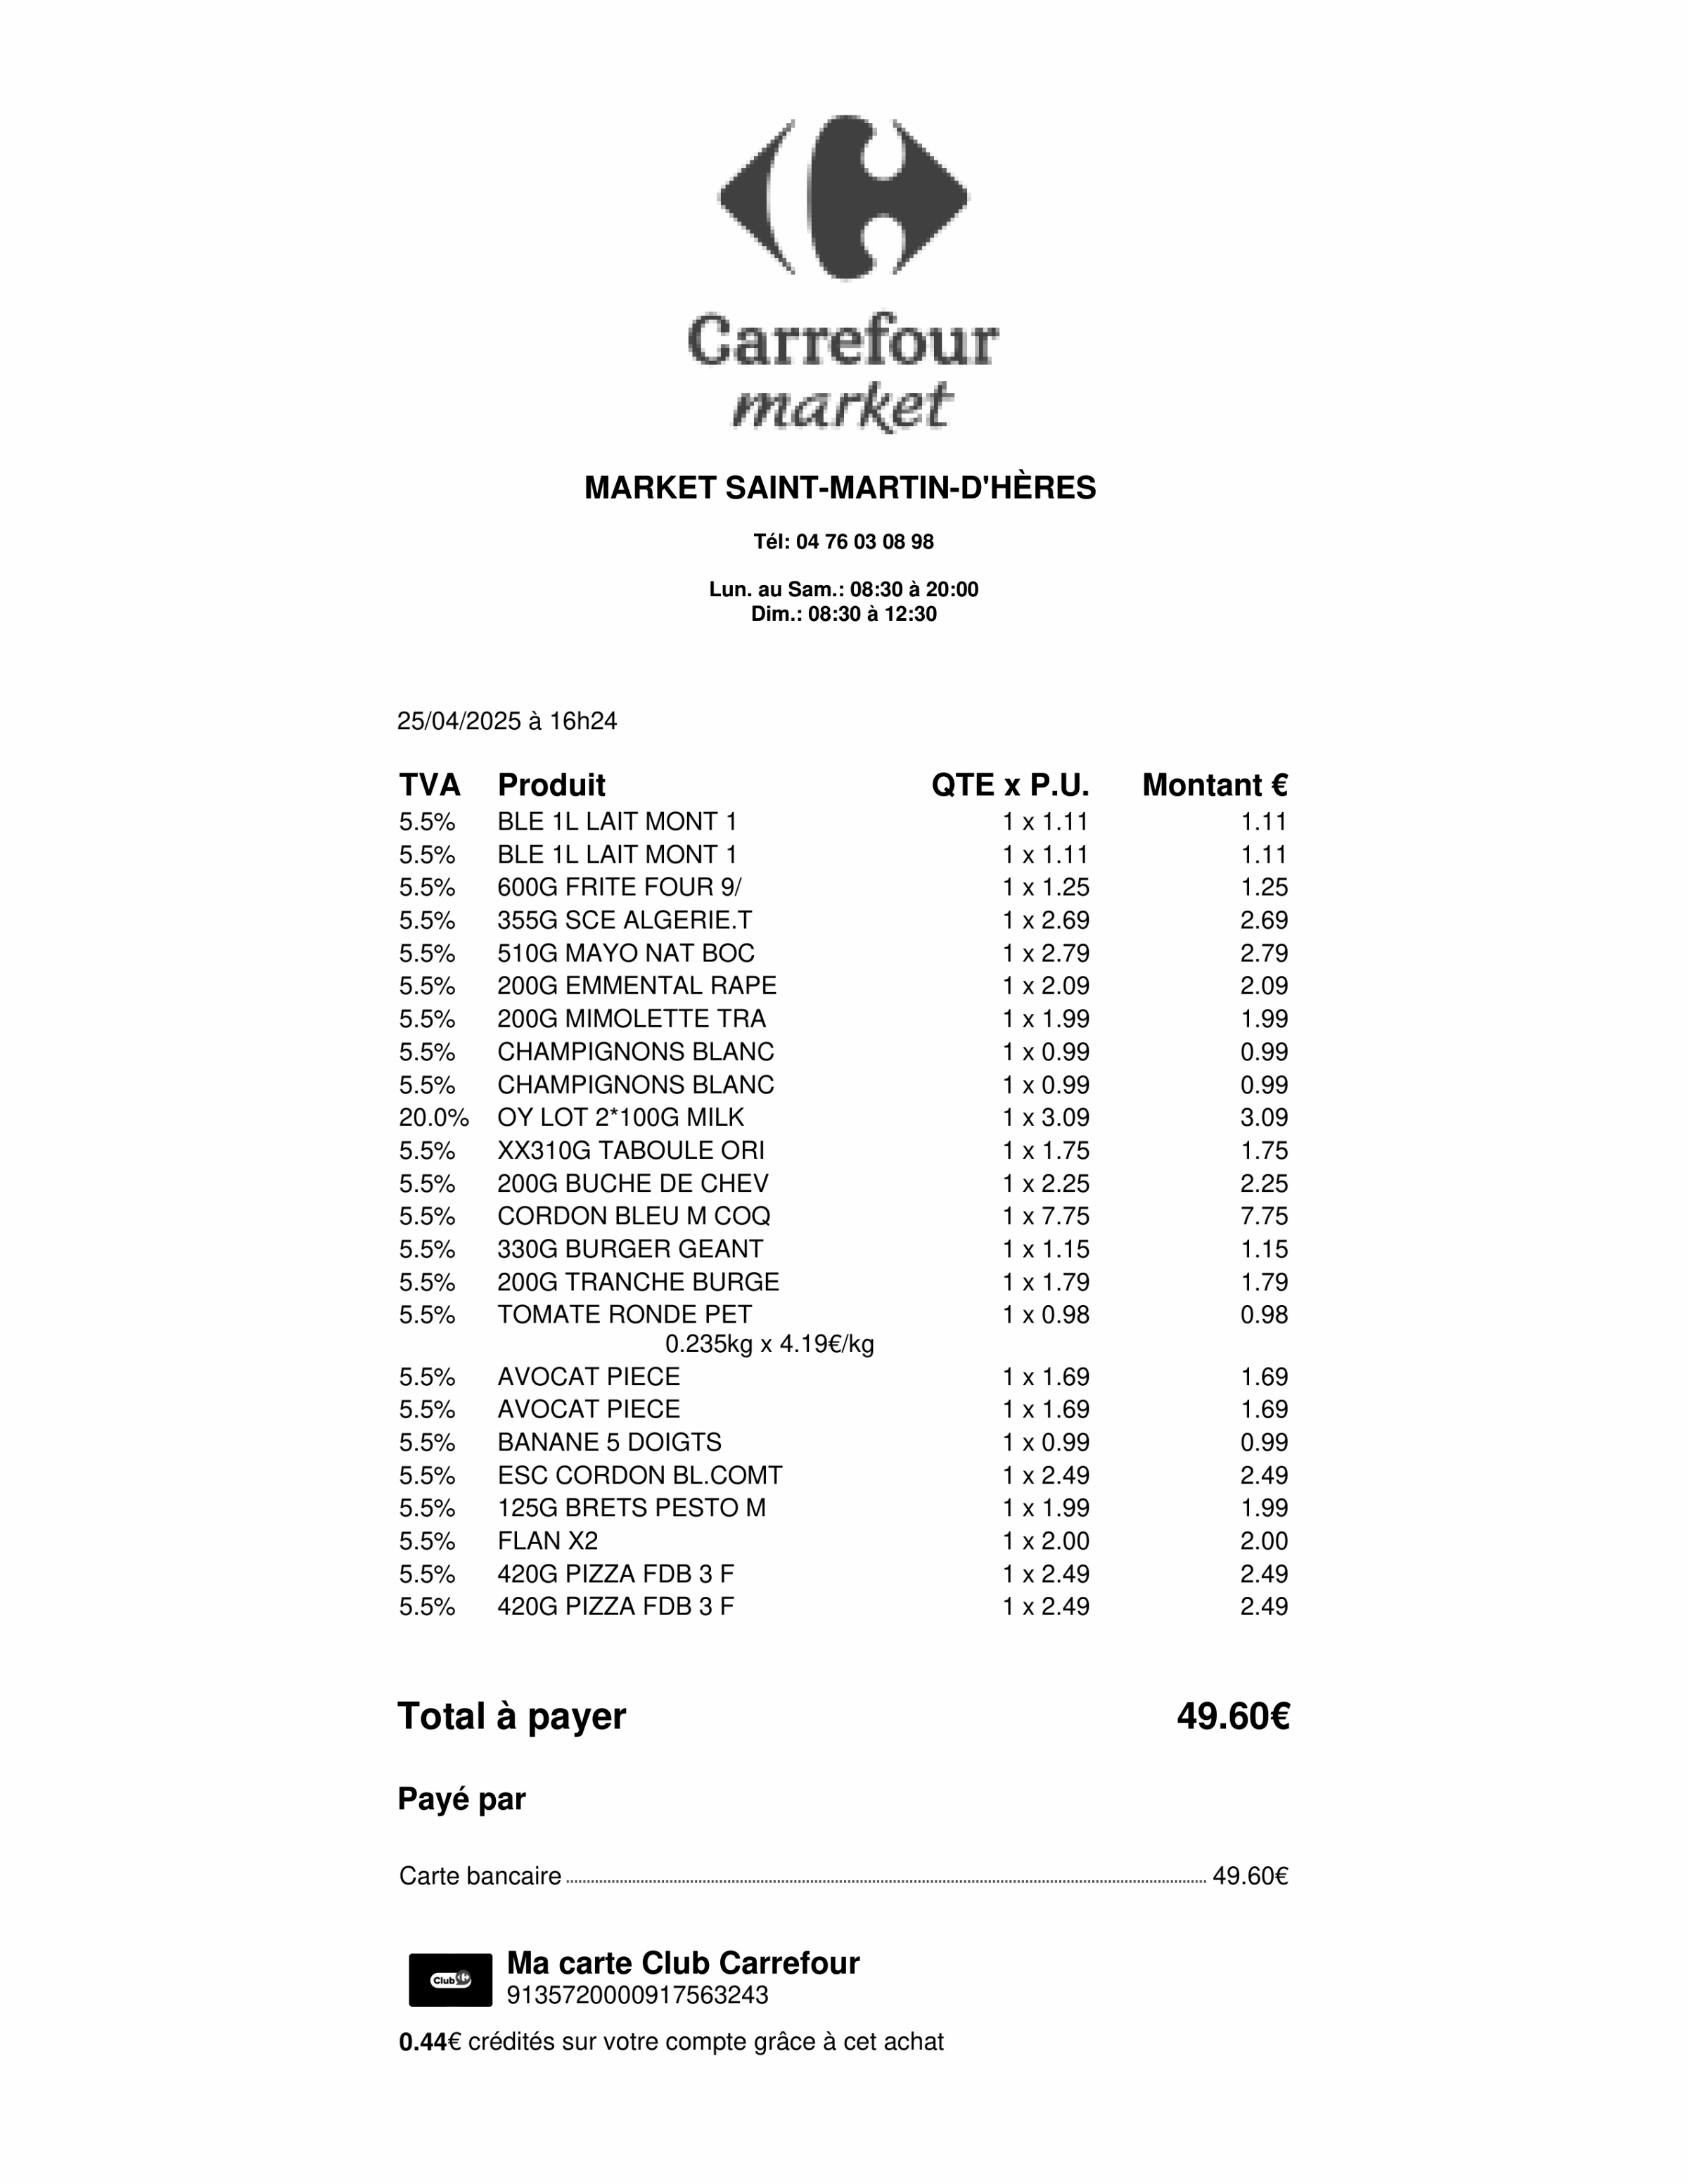 Carrefour
market
MARKET SAINT-MARTIN-D'HÈRES
Tél: 04 76 03 08 98
Lun. au Sam.: 08:30 à 20:00
Dim.: 08:30 à 12:30
25/04/2025 à 16h24
TVA Produit QTE x P.U. Montant €
5.5% BLE 1L LAIT MONT 1 1 x 1.11 1.11
5.5% BLE 1L LAIT MONT 1 1 x 1.11 1.11
5.5% 600G FRITE FOUR 9/ 1 x 1.25 1.25
5.5% 355G SCE ALGERIE.T 1 x 2.69 2.69
5.5% 510G MAYO NAT BOC 1 x 2.79 2.79
5.5% 200G EMMENTAL RAPE 1 x 2.09 2.09
5.5% 200G MIMOLETTE TRA 1 x 1.99 1.99
5.5% CHAMPIGNONS BLANC 1 x 0.99 0.99
5.5% CHAMPIGNONS BLANC 1 x 0.99 0.99
20.0% OY LOT 2*100G MILK 1 x 3.09 3.09
5.5% XX310G TABOULE ORI 1 x 1.75 1.75
5.5% 200G BUCHE DE CHEV 1 x 2.25 2.25
5.5% CORDON BLEU M COQ 1 x 7.75 7.75
5.5% 330G BURGER GEANT 1 x 1.15 1.15
5.5% 200G TRANCHE BURGE 1 x 1.79 1.79
5.5% TOMATE RONDE PET 1 x 0.98 0.98
0.235kg x 4.19€/kg
5.5% AVOCAT PIECE 1 x 1.69 1.69
5.5% AVOCAT PIECE 1 x 1.69 1.69
5.5% BANANE 5 DOIGTS 1 x 0.99 0.99
5.5% ESC CORDON BL.COMT 1 x 2.49 2.49
5.5% 125G BRETS PESTO M 1 x 1.99 1.99
5.5% FLAN X2 1 x 2.00 2.00
5.5% 420G PIZZA FDB 3 F 1 x 2.49 2.49
5.5% 420G PIZZA FDB 3 F 1 x 2.49 2.49
Total à payer 49.60€
Payé par
Carte bancaire 49.60€
Club
Ma carte Club Carrefour
9135720000917563243
0.44€ crédités sur votre compte grâce à cet achat